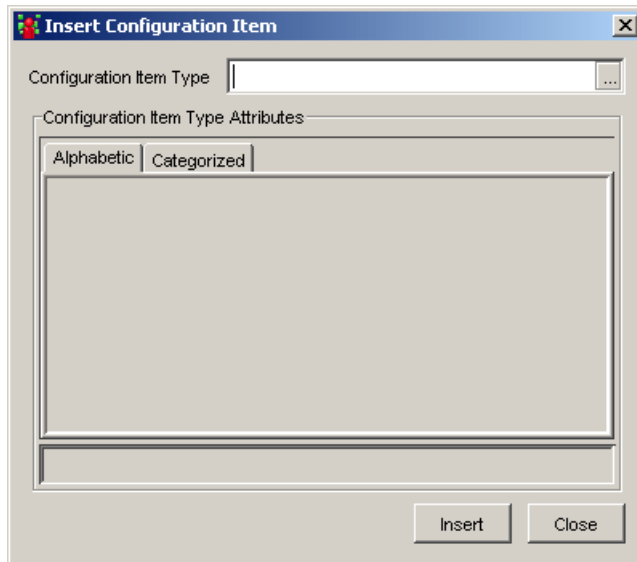 Insert Configuration Item
Configuration Item Type
...
Configuration Item Type Attributes
Alphabetic Categorized
Insert Close